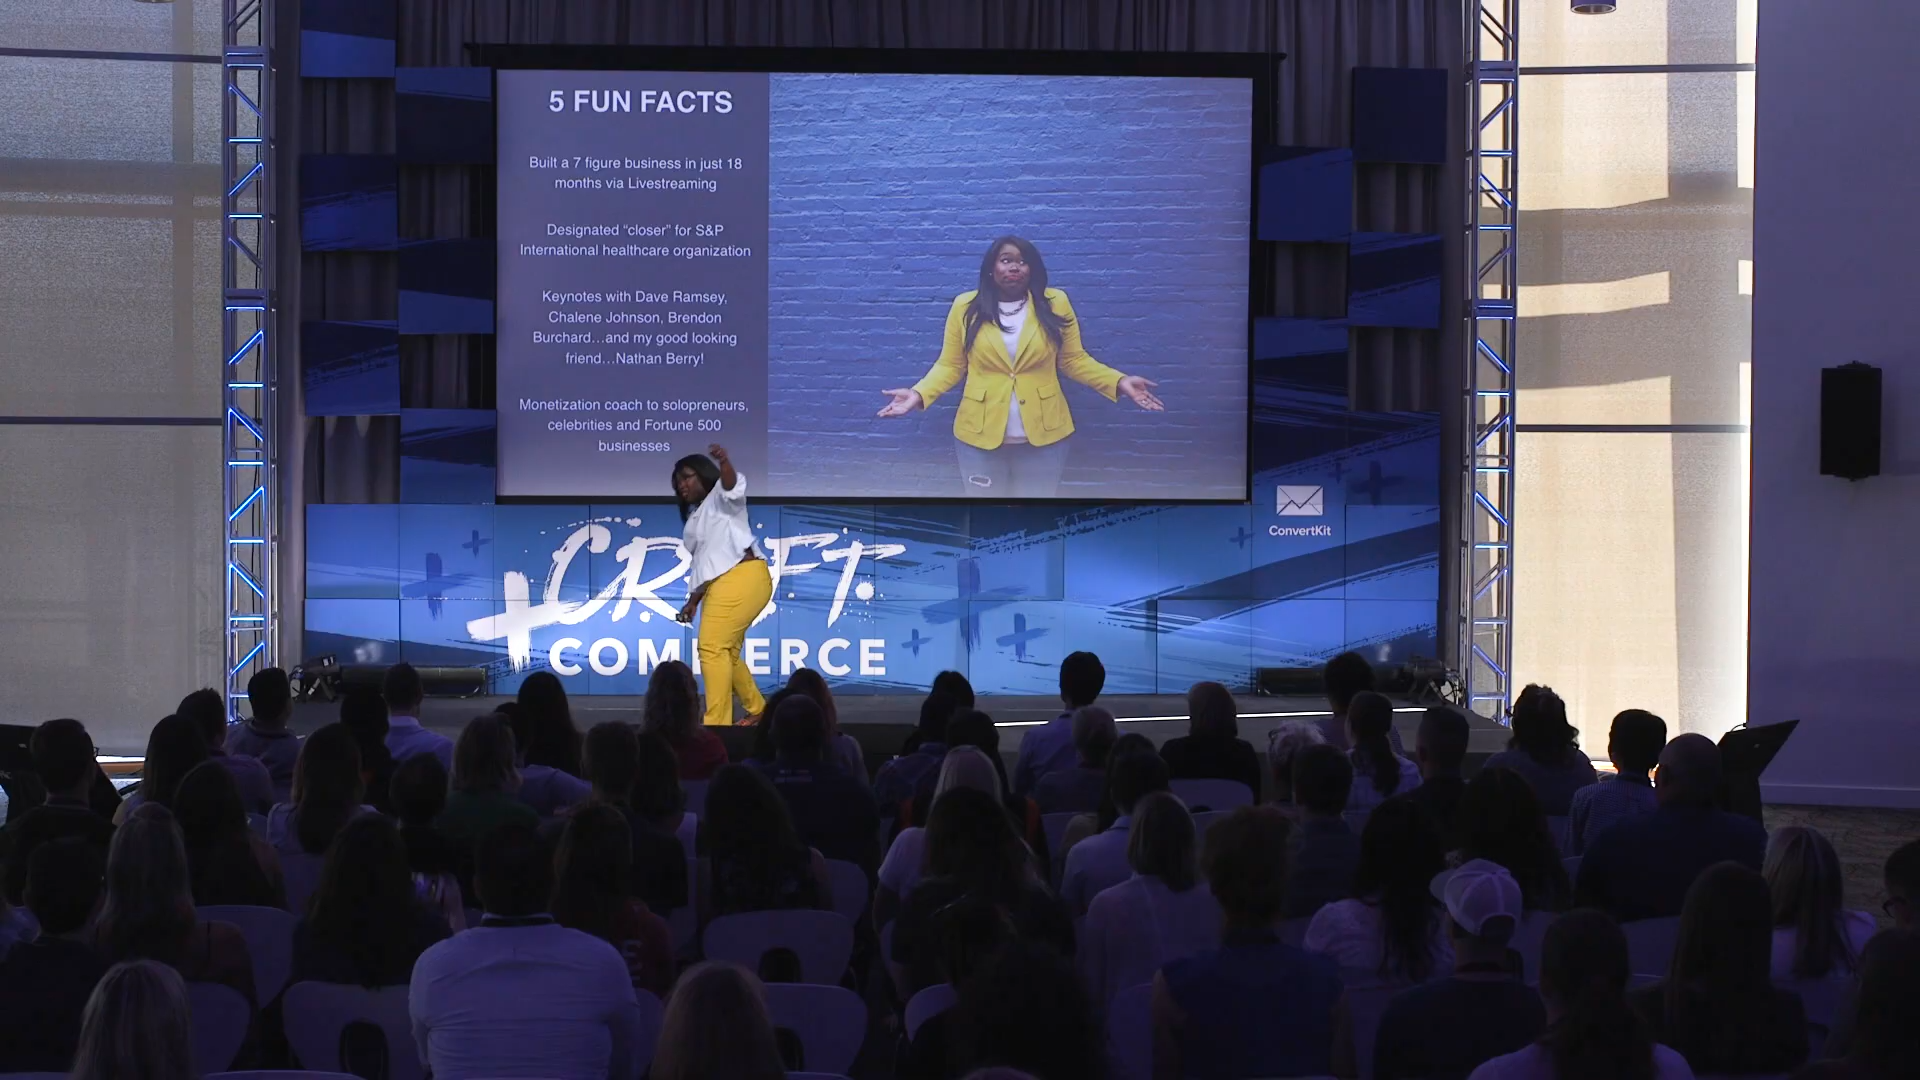 5 FUN FACTS
Built a 7 figure business in just 18
months via Livestreaming
Designated “closer” for S&P
International healthcare organization
Keynotes with Dave Ramsey,
Chalene Johnson, Brendon
Burchard…and my good looking
friend…Nathan Berry!
Monetization coach to solopreneurs,
celebrities and Fortune 500
businesses
ConvertKit
CRAFT
COMMERCE